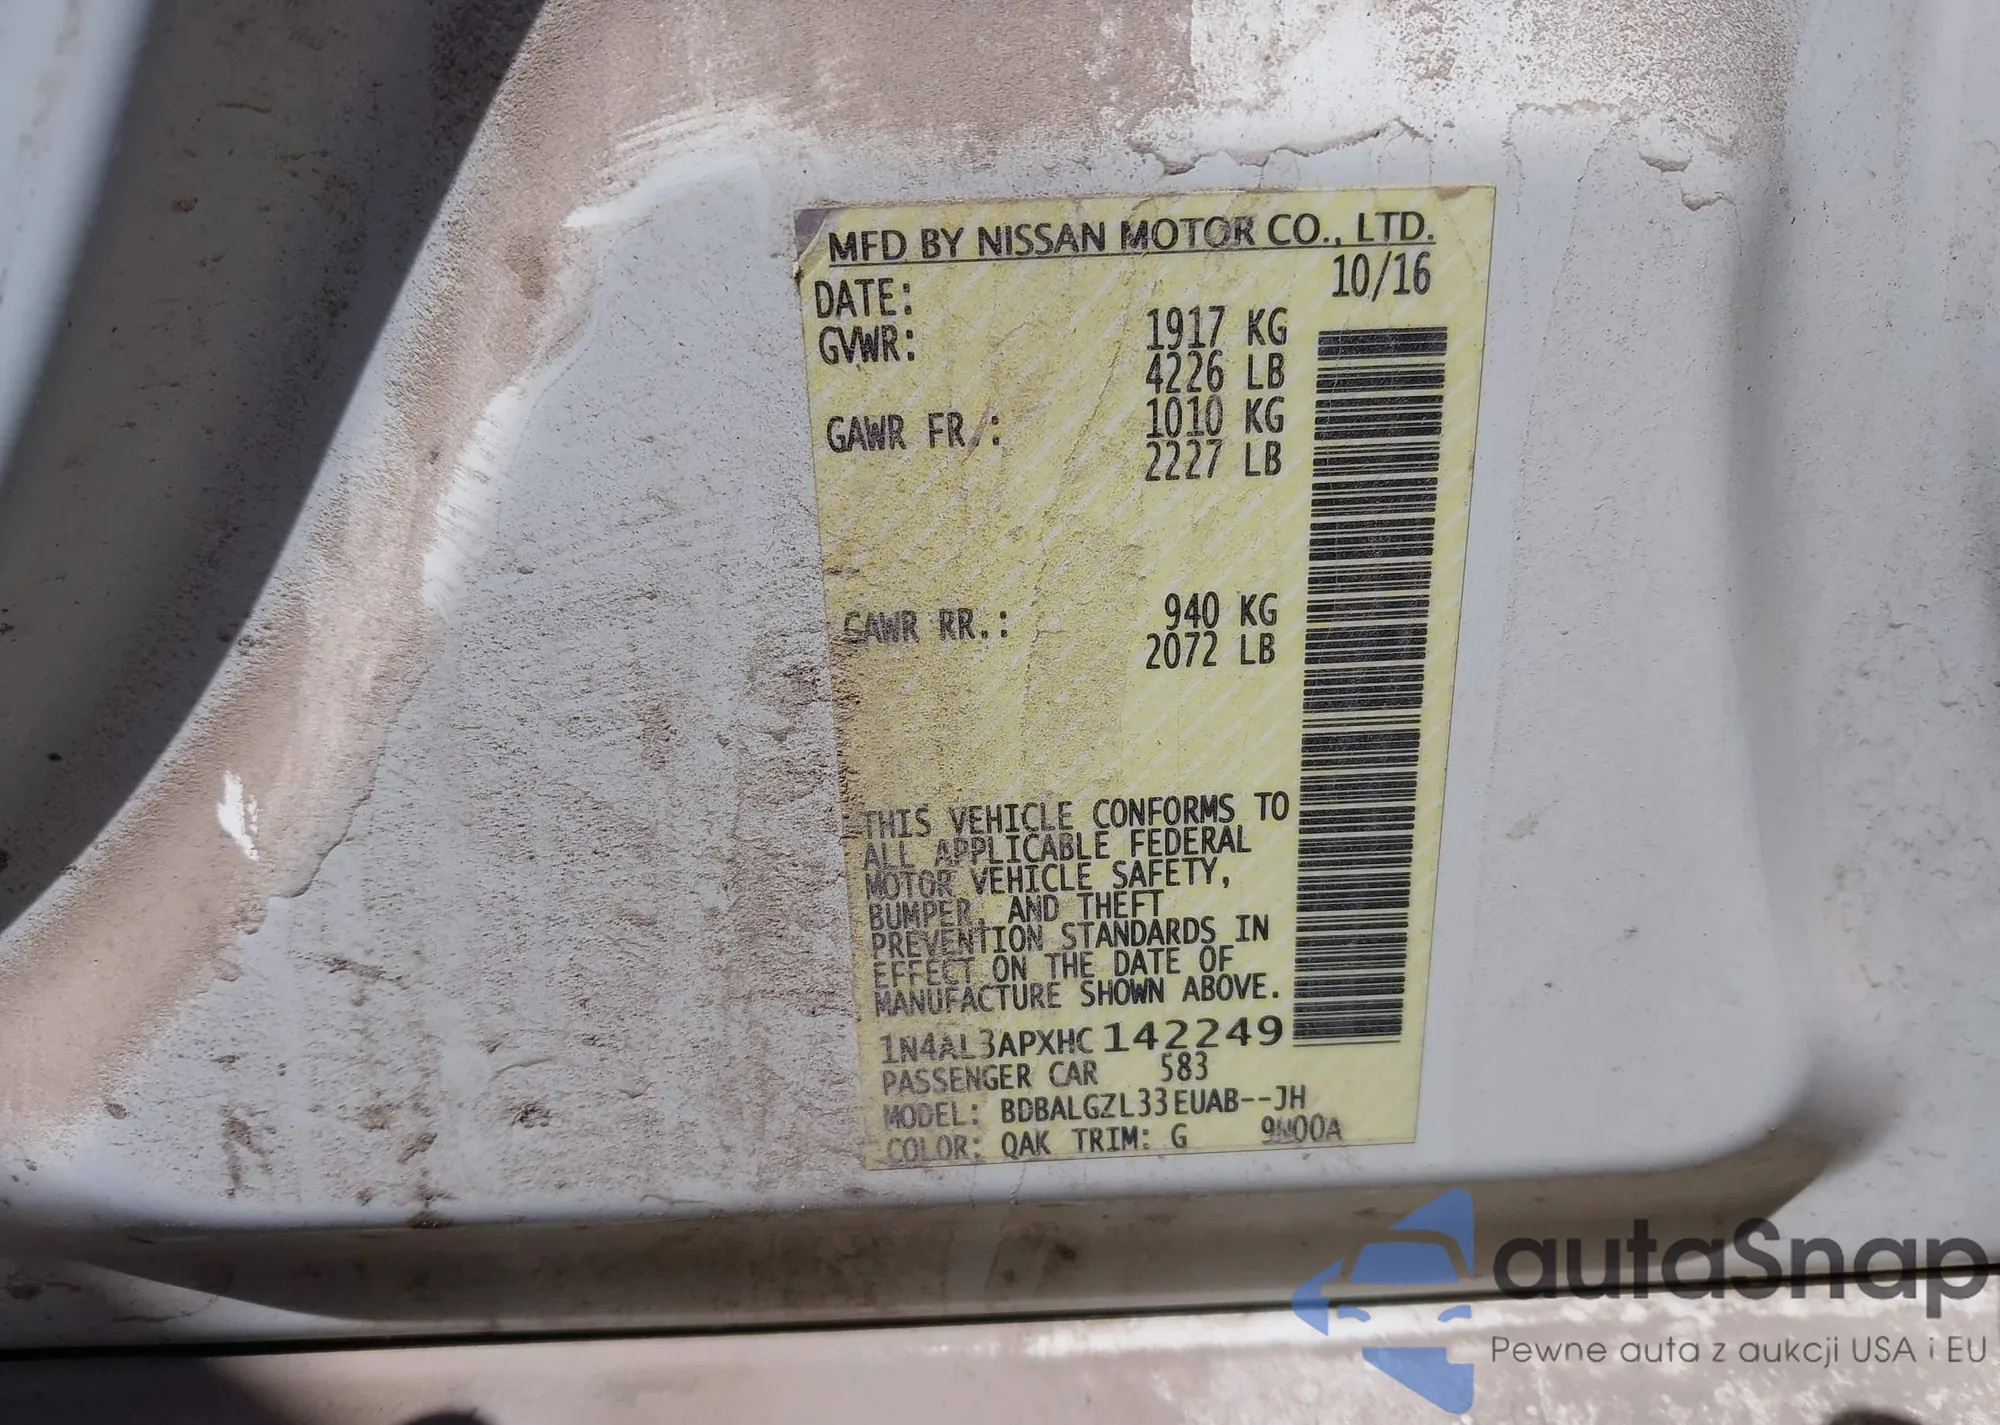 MFD BY NISSAN MOTOR CO., LTD.
DATE: 10/16
GVWR: 1917 KG
4226 LB
GAWR FR.: 1010 KG
2227 LB
GAWR RR.: 940 KG
2072 LB
THIS VEHICLE CONFORMS TO
ALL APPLICABLE FEDERAL
MOTOR VEHICLE SAFETY,
BUMPER, AND THEFT
PREVENTION STANDARDS IN
EFFECT ON THE DATE OF
MANUFACTURE SHOWN ABOVE.
1N4AL3APXHC142249
PASSENGER CAR 583
MODEL: BDBALGZL33EUAB--JH
COLOR: QAK TRIM: G 9N00A
autaSnap
Pewne auta z aukcji USA i EU